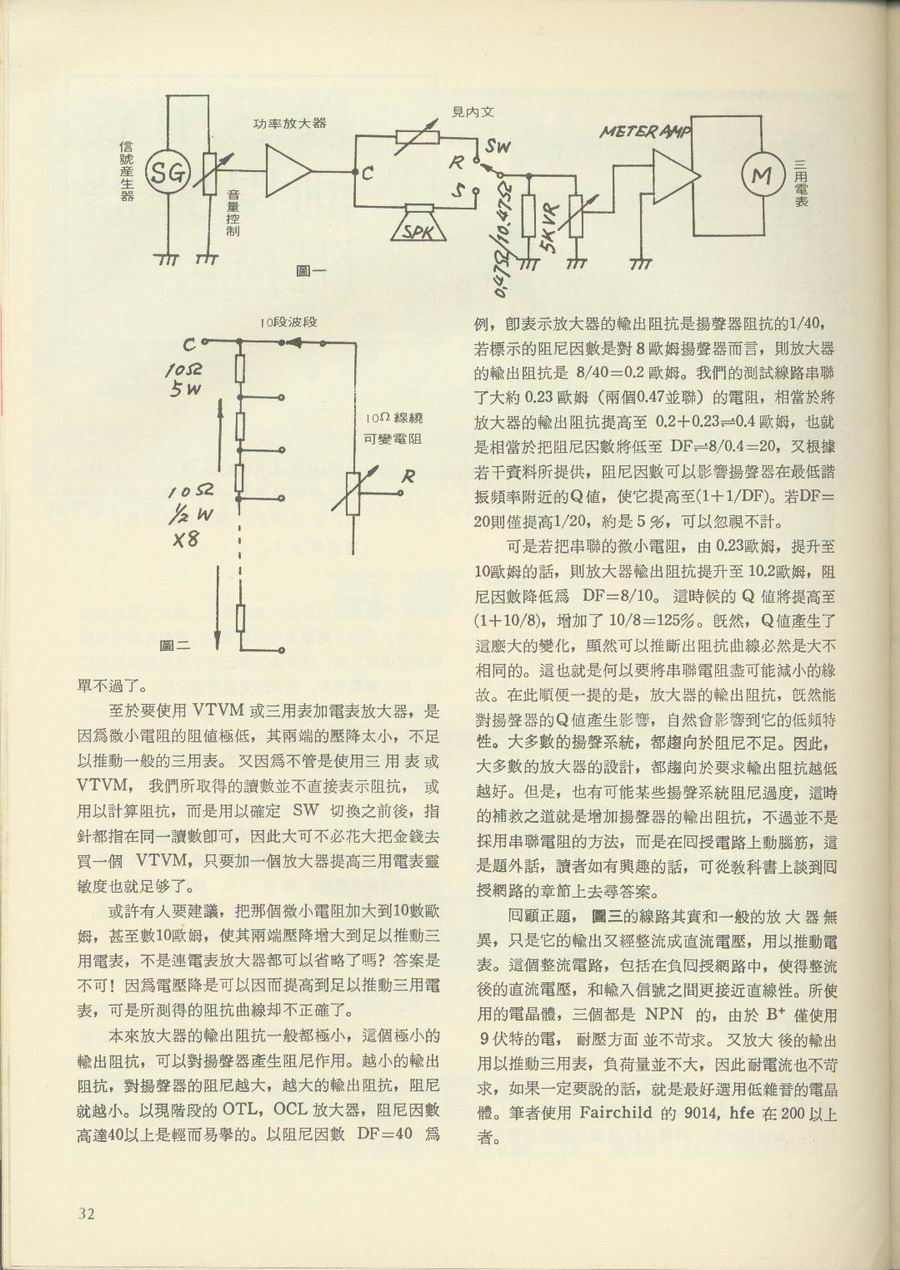 信號産生器
SG
音量控制
功率放大器
C
見內文
R
SW
S
SPK
0.47Ω/10.47Ω
5KVR
METER AMP
M
三用電表
圖一
10段波段
C
10Ω
5W
10Ω線繞
可變電阻
R
10Ω
½W
X8
圖二
單不過了。
至於要使用 VTVM 或三用表加電表放大器，是
因爲微小電阻的阻値極低，其兩端的壓降太小，不足
以推動一般的三用表。又因爲不管是使用三用表或
VTVM，我們所取得的讀數並不直接表示阻抗，或
用以計算阻抗，而是用以確定 SW 切換之前後，指
針都指在同一讀數卽可，因此大可不必花大把金錢去
買一個 VTVM，只要加一個放大器提高三用電表靈
敏度也就足够了。
或許有人要建議，把那個微小電阻加大到10數歐
姆，甚至數10歐姆，使其兩端壓降增大到足以推動三
用電表，不是連電表放大器都可以省略了嗎？答案是
不可！因爲電壓降是可以因而提高到足以推動三用電
表，可是所測得的阻抗曲線却不正確了。
本來放大器的輸出阻抗一般都極小，這個極小的
輸出阻抗，可以對揚聲器產生阻尼作用。越小的輸出
阻抗，對揚聲器的阻尼越大，越大的輸出阻抗，阻尼
就越小。以現階段的 OTL，OCL 放大器，阻尼因數
高達40以上是輕而易擧的。以阻尼因數 DF=40 爲
例，卽表示放大器的輸出阻抗是揚聲器阻抗的1/40，
若標示的阻尼因數是對 8 歐姆揚聲器而言，則放大器
的輸出阻抗是 8/40=0.2 歐姆。我們的測試線路串聯
了大約 0.23 歐姆（兩個0.47並聯）的電阻，相當於將
放大器的輸出阻抗提高至 0.2+0.23≓0.4 歐姆，也就
是相當於把阻尼因數將低至 DF≓8/0.4=20，又根據
若干資料所提供，阻尼因數可以影響揚聲器在最低諧
振頻率附近的Q値，使它提高至(1+1/DF)。若DF=
20則僅提高1/20，約是 5 %，可以忽視不計。
可是若把串聯的微小電阻，由 0.23歐姆，提升至
10歐姆的話，則放大器輸出阻抗提升至 10.2歐姆，阻
尼因數降低爲 DF=8/10。這時候的 Q 値將提高至
(1+10/8)，增加了 10/8=125%。旣然，Q値產生了
這麼大的變化，顯然可以推斷出阻抗曲線必然是大不
相同的。這也就是何以要將串聯電阻盡可能減小的緣
故。在此順便一提的是，放大器的輸出阻抗，旣然能
對揚聲器的Q値產生影響，自然會影響到它的低頻特
性。大多數的揚聲系統，都趨向於阻尼不足。因此，
大多數的放大器的設計，都趨向於要求輸出阻抗越低
越好。但是，也有可能某些揚聲系統阻尼過度，這時
的補救之道就是增加揚聲器的輸出阻抗，不過並不是
採用串聯電阻的方法，而是在囘授電路上動腦筋，這
是題外話，讀者如有興趣的話，可從教科書上談到囘
授網路的章節上去尋答案。
囘顧正題，圖三的線路其實和一般的放大器無
異，只是它的輸出又經整流成直流電壓，用以推動電
表。這個整流電路，包括在負囘授網路中，使得整流
後的直流電壓，和輸入信號之間更接近直線性。所使
用的電晶體，三個都是 NPN 的，由於 B⁺ 僅使用
9 伏特的電，耐壓方面並不苛求。又放大後的輸出
用以推動三用表，負荷量並不大，因此耐電流也不苛
求，如果一定要說的話，就是最好選用低雜音的電晶
體。筆者使用 Fairchild 的 9014, hfe 在 200 以上
者。
32